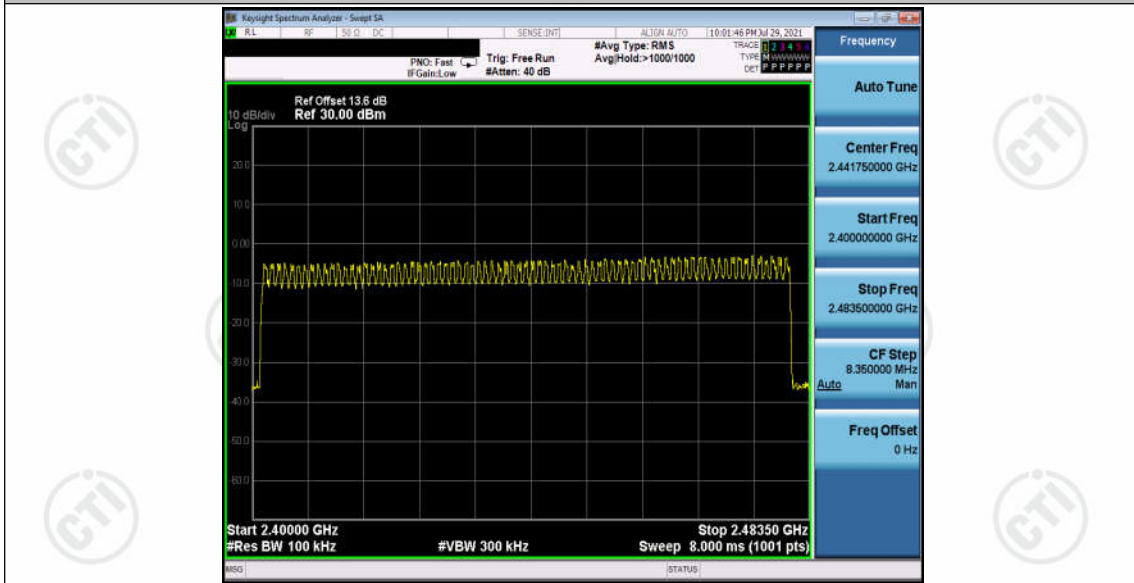 Keysight Spectrum Analyzer - Swept SA
RL RF 50 Ω DC SENSE:INT ALIGN AUTO 10:01:46 PM Jul 29, 2021
Frequency
PNO: Fast
IFGain:Low
Trig: Free Run
#Atten: 40 dB
#Avg Type: RMS
Avg|Hold:>1000/1000
TRACE 1 2 3 4 5 6
TYPE M WWWWW
DET P P P P P P
Auto Tune
Ref Offset 13.6 dB
10 dB/div Ref 30.00 dBm
Log
20.0
10.0
0.00
-10.0
-20.0
-30.0
-40.0
-50.0
-60.0
Center Freq
2.441750000 GHz
Start Freq
2.400000000 GHz
Stop Freq
2.483500000 GHz
CF Step
8.350000 MHz
Auto Man
Freq Offset
0 Hz
Start 2.40000 GHz Stop 2.48350 GHz
#Res BW 100 kHz #VBW 300 kHz Sweep 8.000 ms (1001 pts)
MSG STATUS
CTI
CTI
CTI
CTI